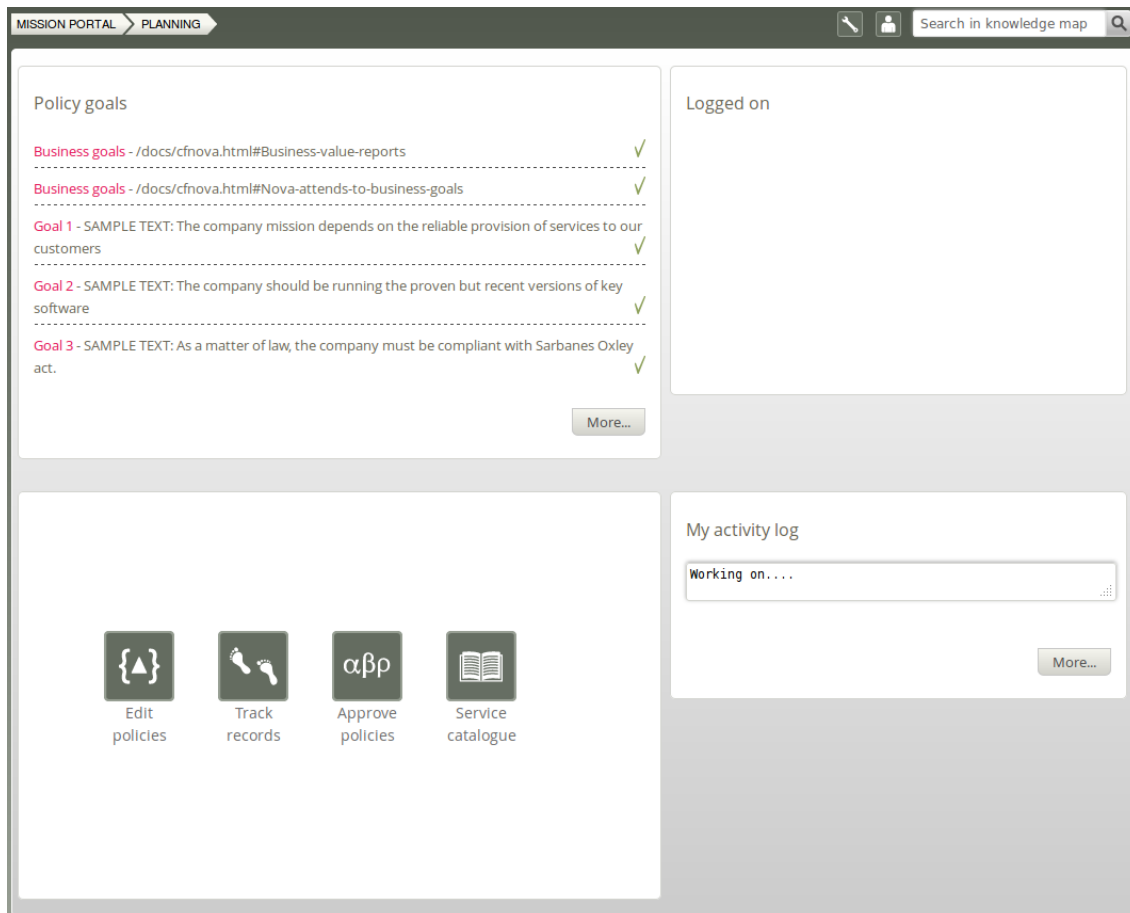 MISSION PORTAL PLANNING Search in knowledge map
Policy goals
Business goals - /docs/cfnova.html#Business-value-reports
Business goals - /docs/cfnova.html#Nova-attends-to-business-goals
Goal 1 - SAMPLE TEXT: The company mission depends on the reliable provision of services to our
customers
Goal 2 - SAMPLE TEXT: The company should be running the proven but recent versions of key
software
Goal 3 - SAMPLE TEXT: As a matter of law, the company must be compliant with Sarbanes Oxley
act.
More...
Logged on
{▲}
Edit
policies
Track
records
αβρ
Approve
policies
Service
catalogue
My activity log
Working on....
More...